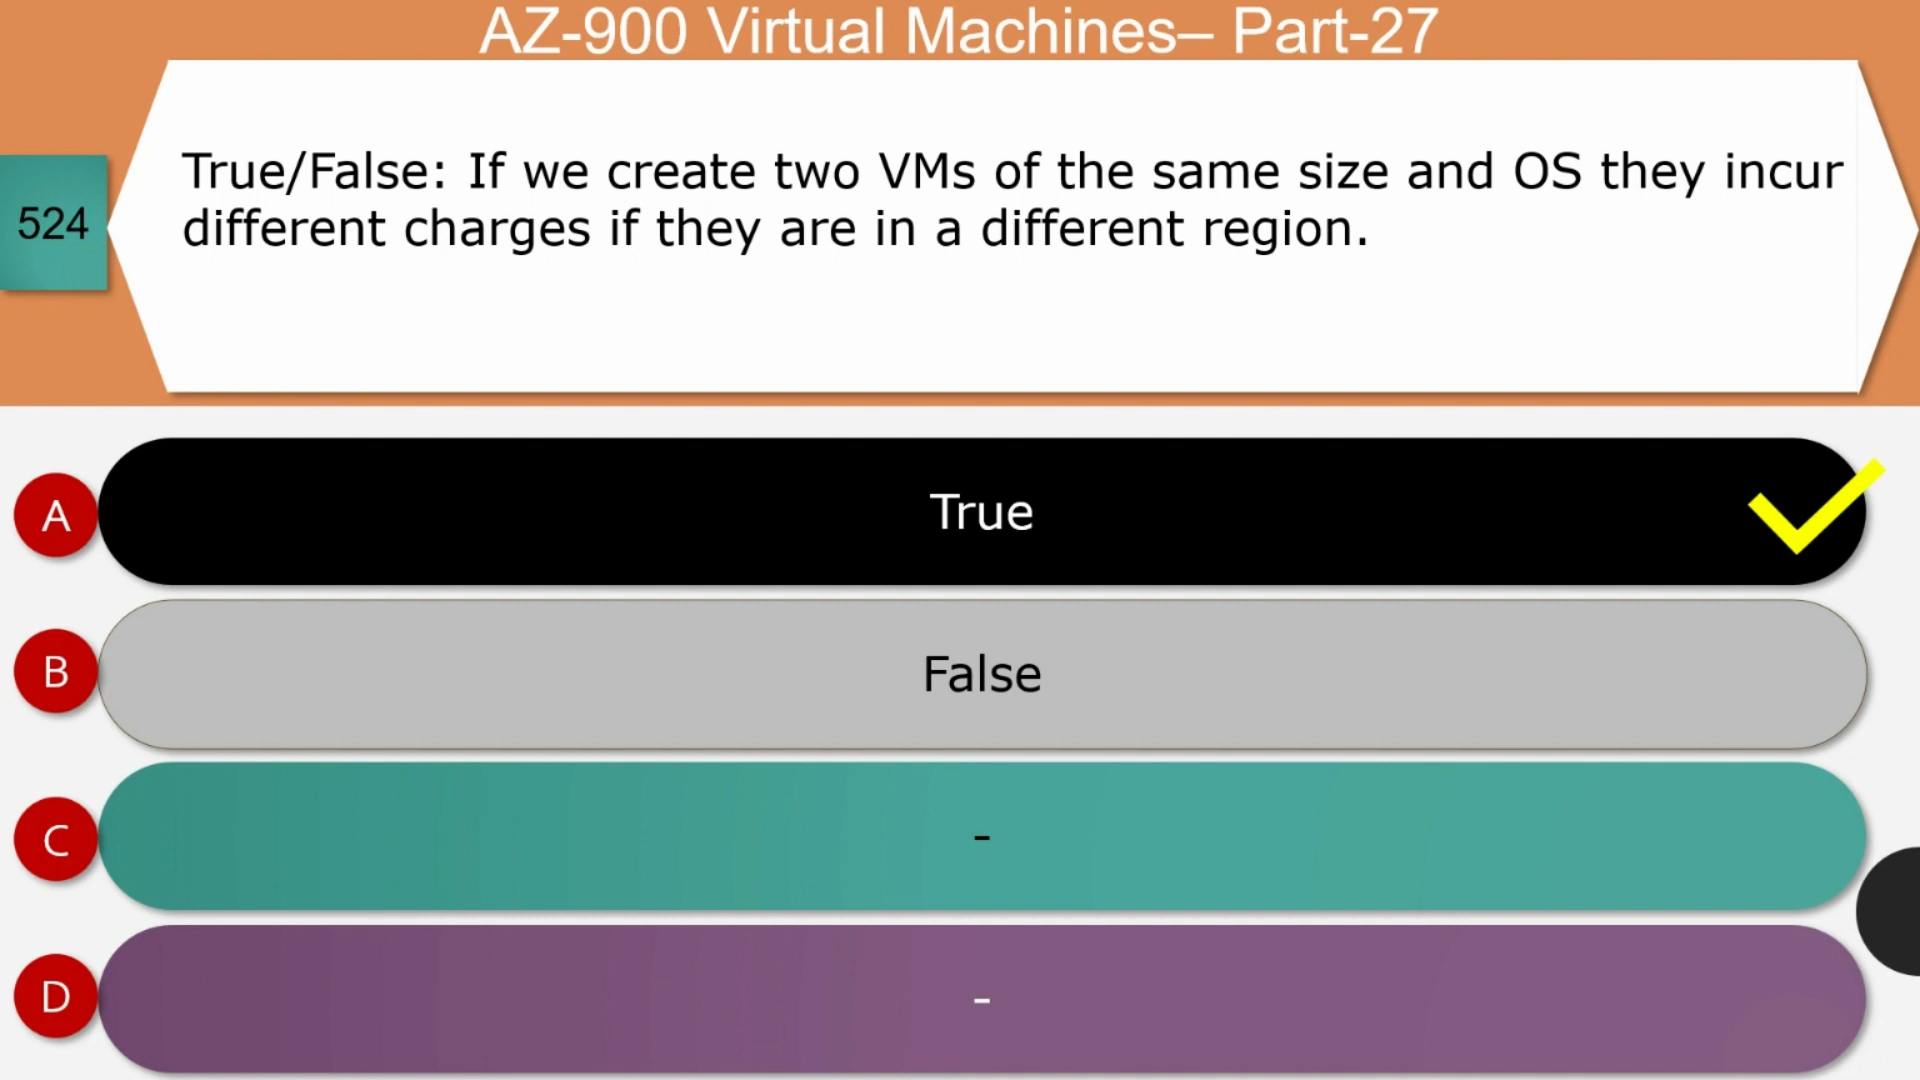 AZ-900 Virtual Machines– Part-27
524
True/False: If we create two VMs of the same size and OS they incur
different charges if they are in a different region.
A
True
B
False
C
-
D
-